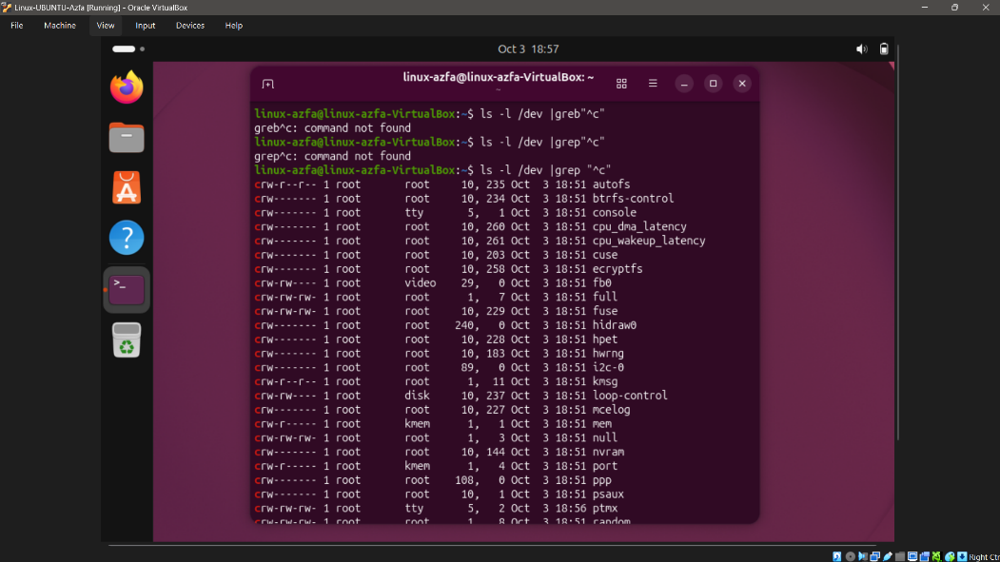 Linux-UBUNTU-Azfa [Running] - Oracle VirtualBox
File Machine View Input Devices Help
Oct 3 18:57
linux-azfa@linux-azfa-VirtualBox: ~
~
linux-azfa@linux-azfa-VirtualBox:~$ ls -l /dev |greb"^c"
greb^c: command not found
linux-azfa@linux-azfa-VirtualBox:~$ ls -l /dev |grep"^c"
grep^c: command not found
linux-azfa@linux-azfa-VirtualBox:~$ ls -l /dev |grep "^c"
crw-r--r-- 1 root root 10, 235 Oct 3 18:51 autofs
crw------- 1 root root 10, 234 Oct 3 18:51 btrfs-control
crw------- 1 root tty 5, 1 Oct 3 18:51 console
crw------- 1 root root 10, 260 Oct 3 18:51 cpu_dma_latency
crw------- 1 root root 10, 261 Oct 3 18:51 cpu_wakeup_latency
crw------- 1 root root 10, 203 Oct 3 18:51 cuse
crw------- 1 root root 10, 258 Oct 3 18:51 ecryptfs
crw-rw---- 1 root video 29, 0 Oct 3 18:51 fb0
crw-rw-rw- 1 root root 1, 7 Oct 3 18:51 full
crw-rw-rw- 1 root root 10, 229 Oct 3 18:51 fuse
crw------- 1 root root 240, 0 Oct 3 18:51 hidraw0
crw------- 1 root root 10, 228 Oct 3 18:51 hpet
crw------- 1 root root 10, 183 Oct 3 18:51 hwrng
crw------- 1 root root 89, 0 Oct 3 18:51 i2c-0
crw-r--r-- 1 root root 1, 11 Oct 3 18:51 kmsg
crw-rw---- 1 root disk 10, 237 Oct 3 18:51 loop-control
crw------- 1 root root 10, 227 Oct 3 18:51 mcelog
crw-r----- 1 root kmem 1, 1 Oct 3 18:51 mem
crw-rw-rw- 1 root root 1, 3 Oct 3 18:51 null
crw------- 1 root root 10, 144 Oct 3 18:51 nvram
crw-r----- 1 root kmem 1, 4 Oct 3 18:51 port
crw------- 1 root root 108, 0 Oct 3 18:51 ppp
crw------- 1 root root 10, 1 Oct 3 18:51 psaux
crw-rw-rw- 1 root tty 5, 2 Oct 3 18:56 ptmx
crw-rw-rw- 1 root root 1, 8 Oct 3 18:51 random
Right Ctr